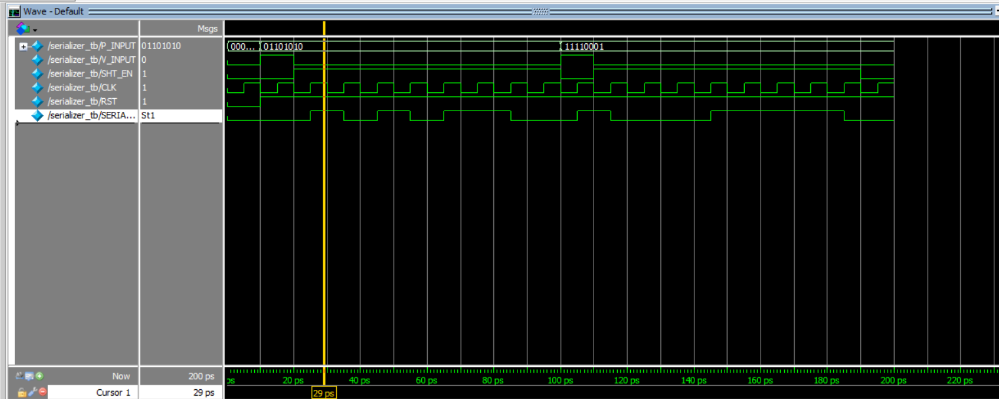 Wave - Default
Msgs
/serializer_tb/P_INPUT 01101010 000... 01101010 11110001
/serializer_tb/V_INPUT 0
/serializer_tb/SHT_EN 1
/serializer_tb/CLK 1
/serializer_tb/RST 1
/serializer_tb/SERIA... St1
Now 200 ps ps 20 ps 40 ps 60 ps 80 ps 100 ps 120 ps 140 ps 160 ps 180 ps 200 ps 220 ps
Cursor 1 29 ps 29 ps